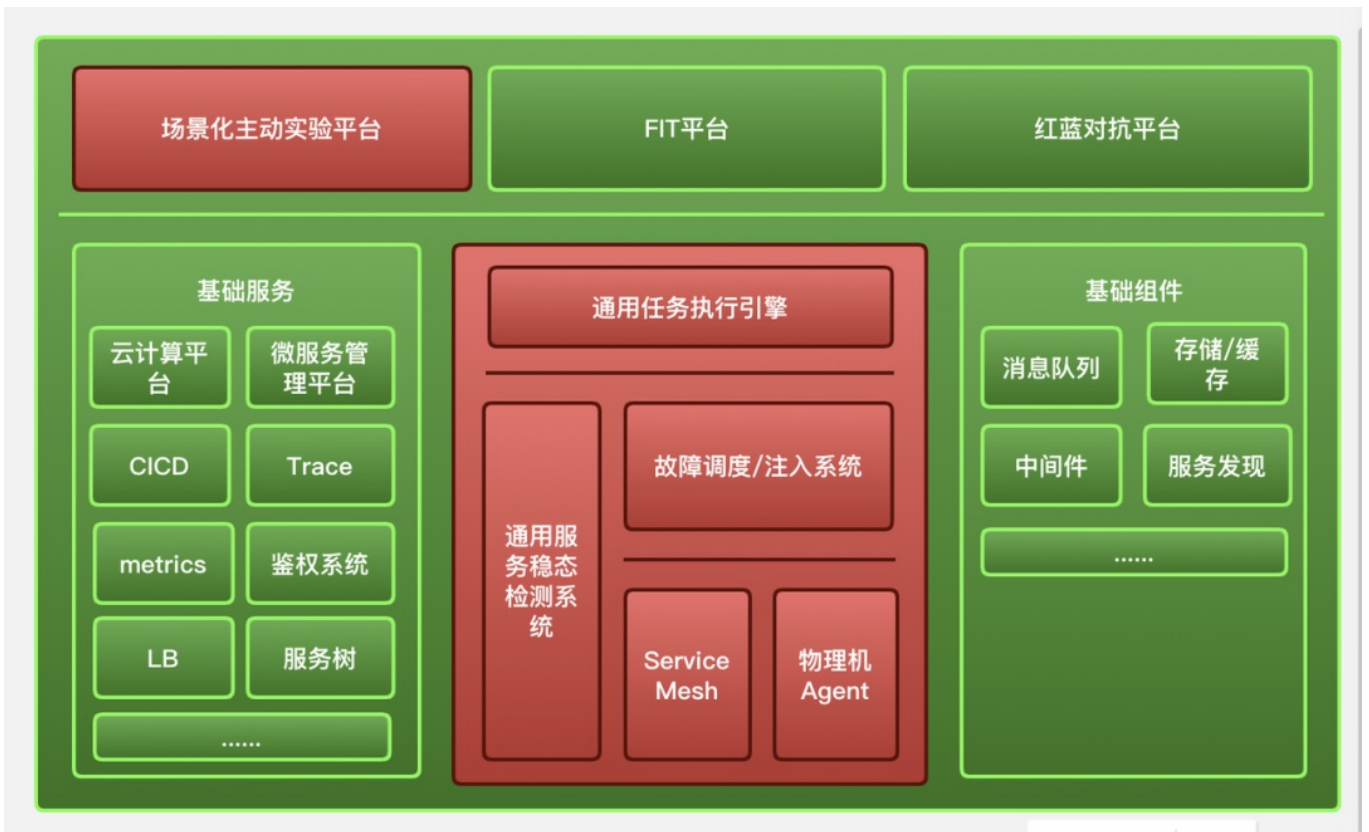 场景化主动实验平台
FIT平台
红蓝对抗平台
基础服务
云计算平
台
微服务管
理平台
CICD
Trace
metrics
鉴权系统
LB
服务树
......
通用任务执行引擎
通用服
务稳态
检测系
统
故障调度/注入系统
Service
Mesh
物理机
Agent
基础组件
消息队列
存储/缓
存
中间件
服务发现
......